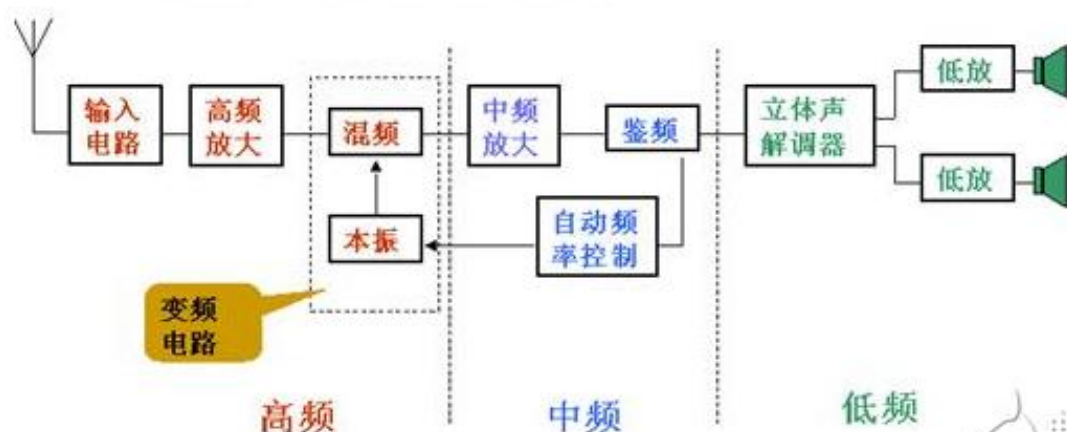 输入
电路
高频
放大
混频
本振
变频
电路
中频
放大
鉴频
自动频
率控制
立体声
解调器
低放
低放
高频
中频
低频